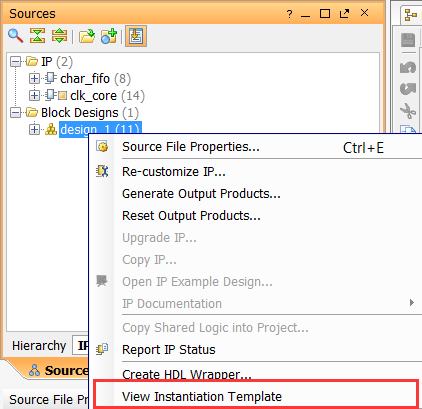 Sources
IP (2)
char_fifo (8)
clk_core (14)
Block Designs (1)
design_1 (11)
Source File Properties... Ctrl+E
Re-customize IP...
Generate Output Products...
Reset Output Products...
Upgrade IP...
Copy IP...
Open IP Example Design...
IP Documentation
Copy Shared Logic into Project...
Report IP Status
Create HDL Wrapper...
View Instantiation Template
Hierarchy IP
Source
Source File Pr